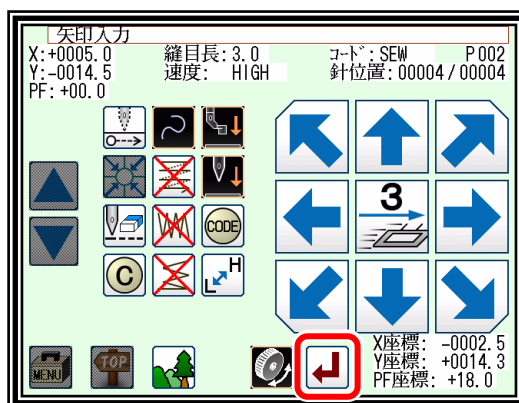 矢印入力
X:+0005.0 縫目長:3.0 コード:SEW P002
Y:-0014.5 速度: HIGH 針位置:00004/00004
PF:+00.0
3
CODE
C
L H
MENU
TOP
X座標: -0002.5
Y座標: +0014.3
PF座標: +18.0